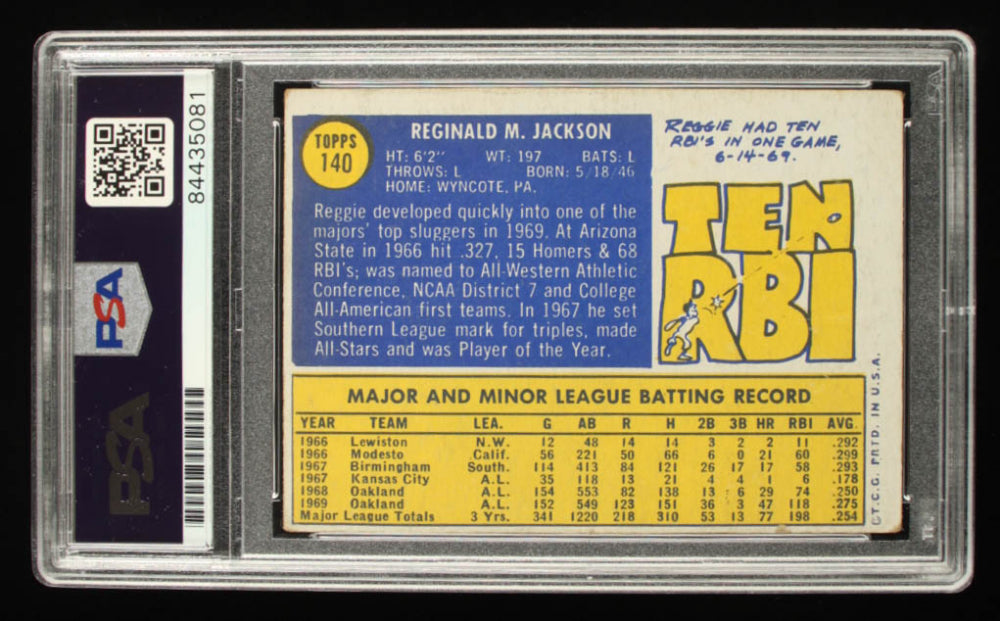 84435081
PSA
PSA
TOPPS
140
REGINALD M. JACKSON
HT: 6'2" WT: 197 BATS: L
THROWS: L BORN: 5/18/46
HOME: WYNCOTE, PA.
Reggie developed quickly into one of the
majors' top sluggers in 1969. At Arizona
State in 1966 hit .327, 15 Homers & 68
RBI's; was named to All-Western Athletic
Conference, NCAA District 7 and College
All-American first teams. In 1967 he set
Southern League mark for triples, made
All-Stars and was Player of the Year.
REGGIE HAD TEN
RBI'S IN ONE GAME,
6-14-69.
TEN
RBI
MAJOR AND MINOR LEAGUE BATTING RECORD
YEAR TEAM LEA. G AB R H 2B 3B HR RBI AVG.
1966 Lewiston N.W. 12 48 14 14 3 2 2 11 .292
1966 Modesto Calif. 56 221 50 66 6 0 21 60 .299
1967 Birmingham South. 114 413 84 121 26 17 17 58 .293
1967 Kansas City A.L. 35 118 13 21 4 4 1 6 .178
1968 Oakland A.L. 154 553 82 138 13 6 29 74 .250
1969 Oakland A.L. 152 549 123 151 36 3 47 118 .275
Major League Totals 3 Yrs. 341 1220 218 310 53 13 77 198 .254
©T.C.G. PRTD. IN U.S.A.